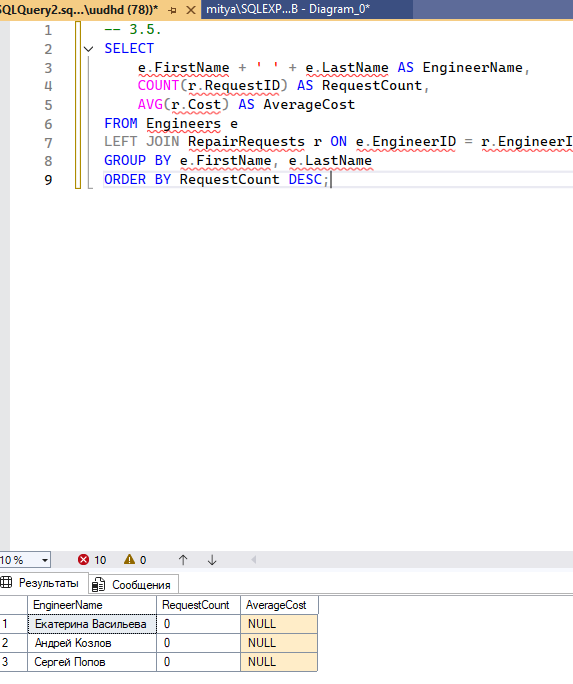 SQLQuery2.sq...\uudhd (78))* mitya\SQLEXP...B - Diagram_0*
1 -- 3.5.
2 SELECT
3 e.FirstName + ' ' + e.LastName AS EngineerName,
4 COUNT(r.RequestID) AS RequestCount,
5 AVG(r.Cost) AS AverageCost
6 FROM Engineers e
7 LEFT JOIN RepairRequests r ON e.EngineerID = r.EngineerI
8 GROUP BY e.FirstName, e.LastName
9 ORDER BY RequestCount DESC;
10 % 10 0
Результаты Сообщения
EngineerName RequestCount AverageCost
1 Екатерина Васильева 0 NULL
2 Андрей Козлов 0 NULL
3 Сергей Попов 0 NULL